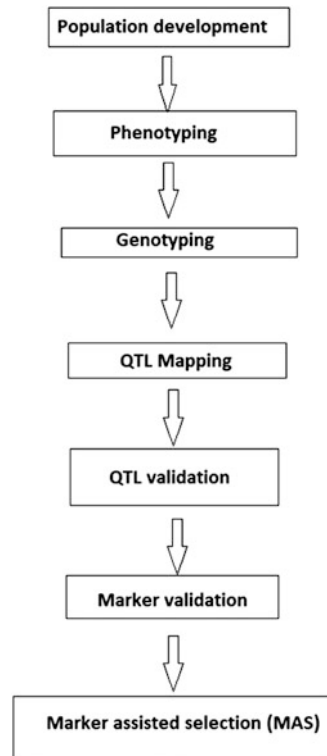 Population development
Phenotyping
Genotyping
QTL Mapping
QTL validation
Marker validation
Marker assisted selection (MAS)